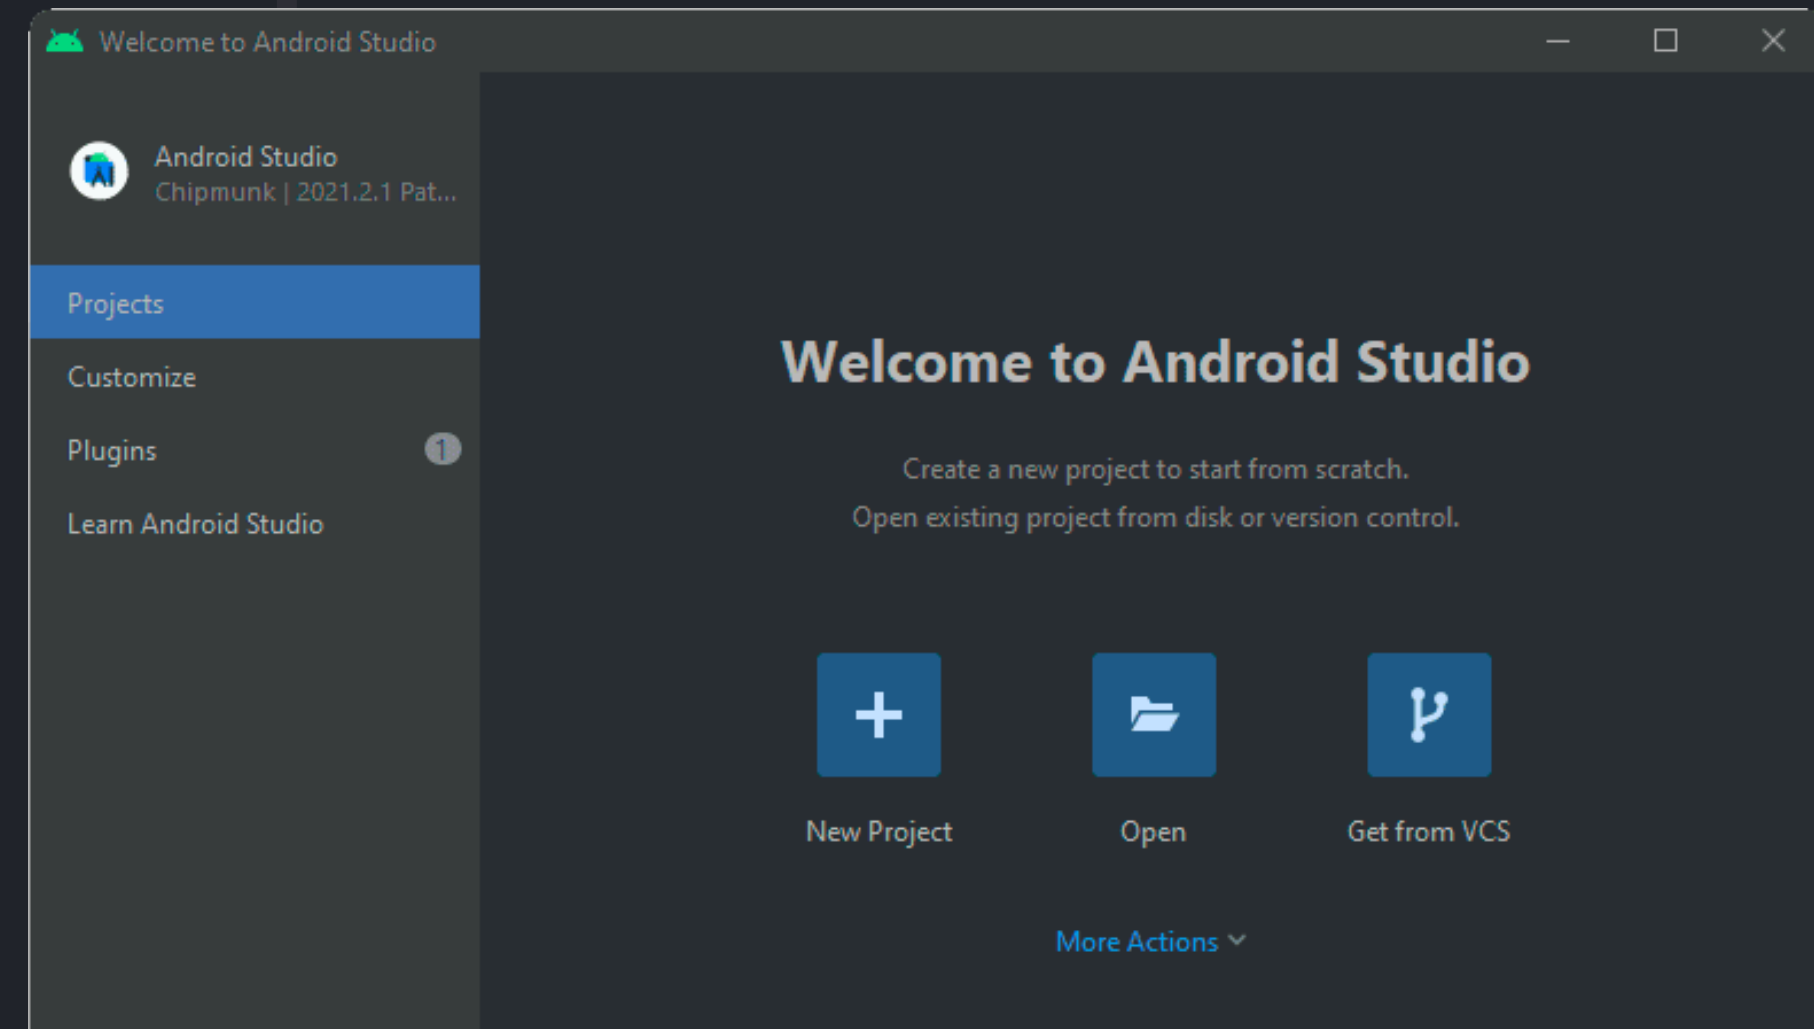 Welcome to Android Studio
Android Studio
Chipmunk | 2021.2.1 Pat...
Projects
Customize
Plugins 1
Learn Android Studio
Welcome to Android Studio
Create a new project to start from scratch.
Open existing project from disk or version control.
New Project Open Get from VCS
More Actions